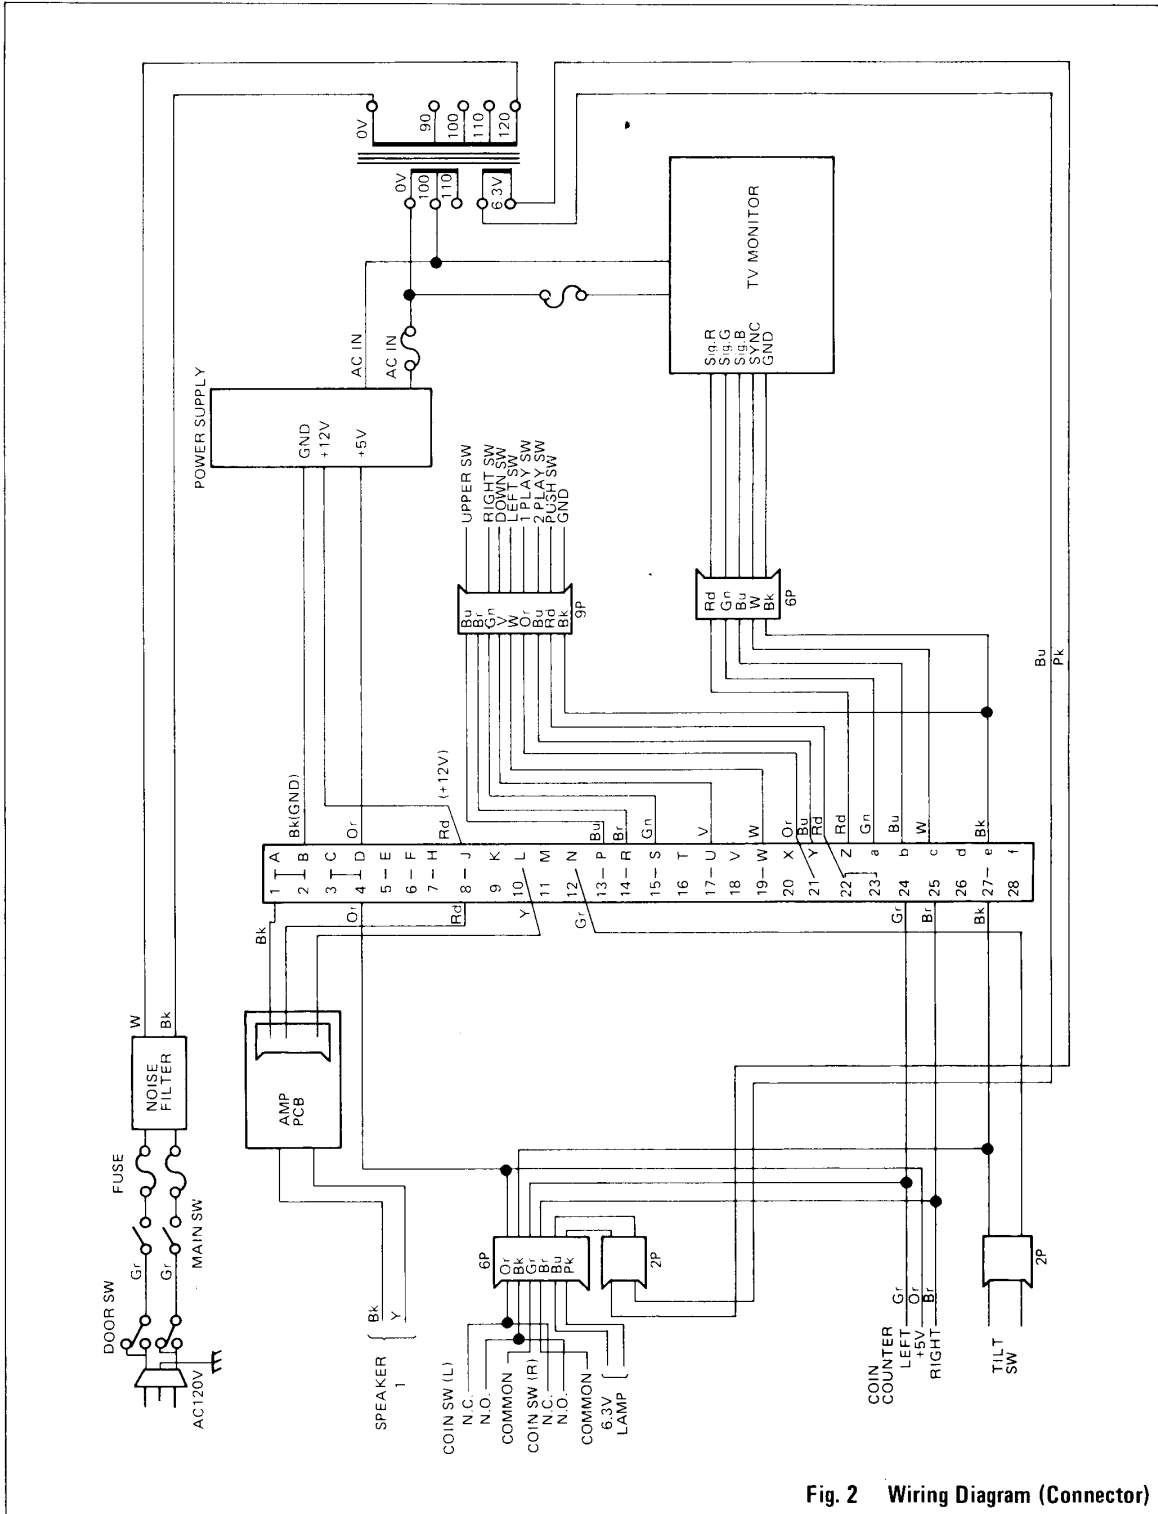 0V
90
100
110
120
0V
100
110
6.3V
TV MONITOR
Sig.R
Sig.G
Sig.B
SYNC
GND
POWER SUPPLY
AC IN
AC IN
GND
+12V
+5V
UPPER SW
RIGHT SW
DOWN SW
LEFT SW
1 PLAY SW
2 PLAY SW
PUSH SW
GND
Bu
Br
Gn
V
W
Or
Bu
Rd
Bk
9P
Rd
Gn
Bu
W
Bk
6P
Bu
Pk
Bk(GND)
Or
Rd
(+12V)
Bu
Br
Gn
V
W
Or
Bu
Rd
Rd
Gn
Bu
W
Bk
A
B
C
D
E
F
H
J
K
L
M
N
P
R
S
T
U
V
W
X
Y
Z
a
b
c
d
e
f
1
2
3
4
5
6
7
8
9
10
11
12
13
14
15
16
17
18
19
20
21
22
23
24
25
26
27
28
Bk
Or
Rd
Y
Gr
Gr
Br
Bk
W
Bk
NOISE
FILTER
AMP
PCB
FUSE
MAIN SW
Gr
Gr
DOOR SW
AC120V
Bk
Y
SPEAKER
1
6P
Or
Bk
Gr
Br
Bu
Pk
2P
COIN SW (L)
N.C.
N.O.
COMMON
COIN SW (R)
N.C.
N.O.
COMMON
6.3V
LAMP
Gr
Or
Br
COIN
COUNTER
LEFT
+5V
RIGHT
2P
TILT
SW
Fig. 2 Wiring Diagram (Connector)